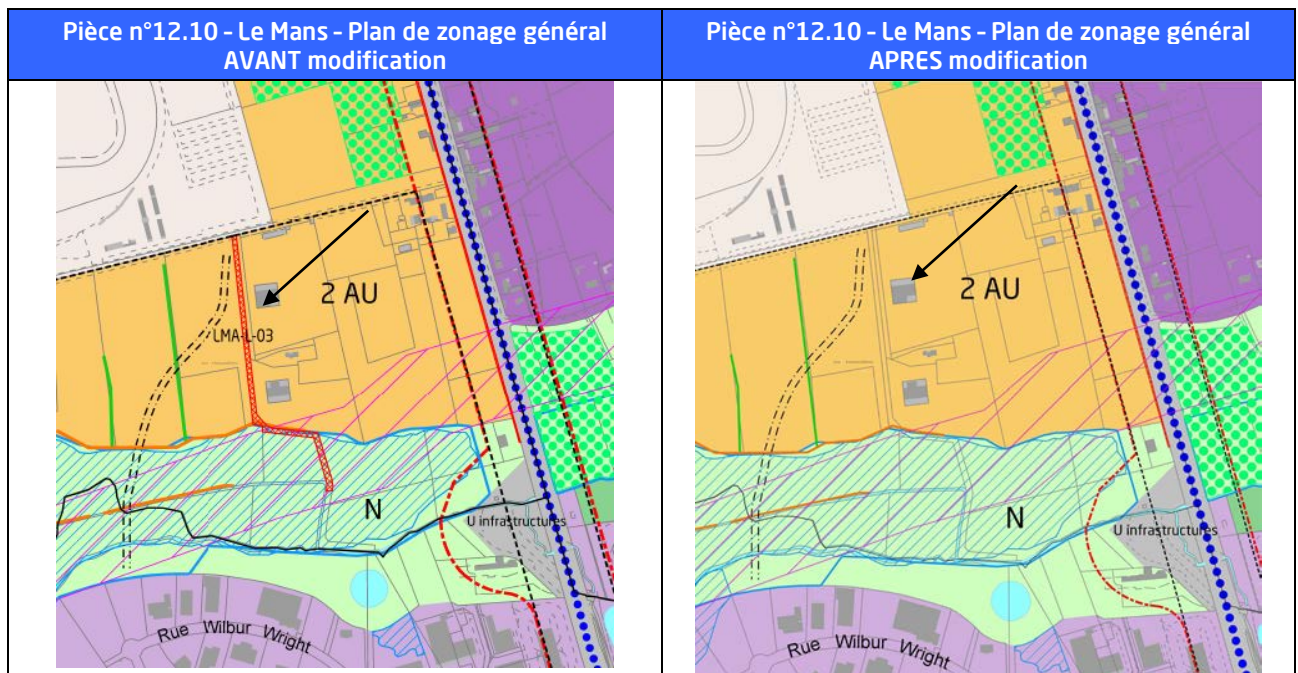 Pièce n°12.10 - Le Mans - Plan de zonage général
AVANT modification
Pièce n°12.10 - Le Mans - Plan de zonage général
APRES modification
2 AU
LMA-L-03
N
U infrastructures
Rue Wilbur Wright
2 AU
N
U infrastructures
Rue Wilbur Wright